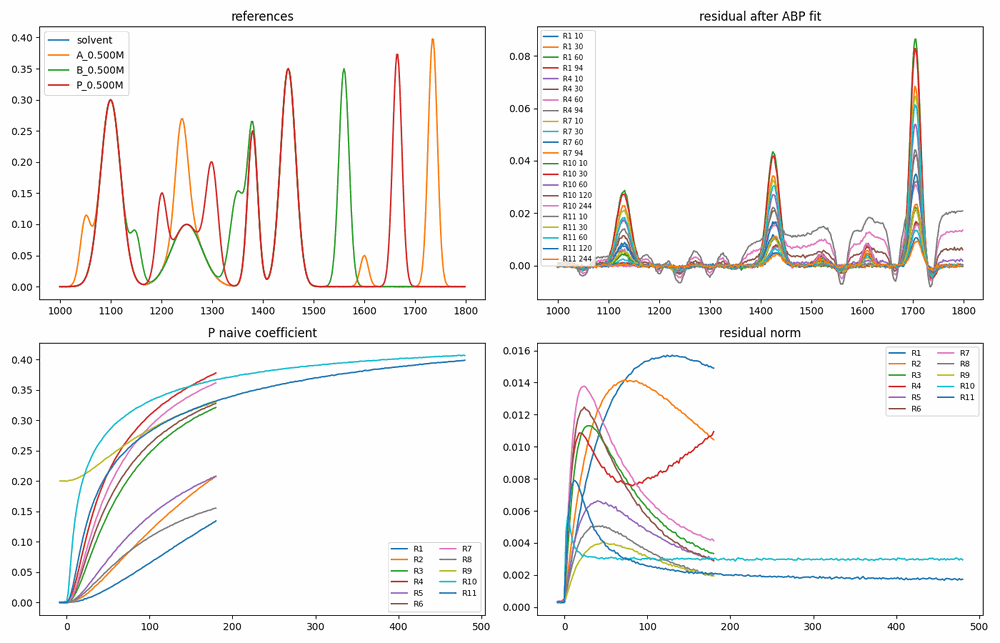 references
0.40
0.35
0.30
0.25
0.20
0.15
0.10
0.05
0.00
solvent
A_0.500M
B_0.500M
P_0.500M
1000 1100 1200 1300 1400 1500 1600 1700 1800
residual after ABP fit
0.08
0.06
0.04
0.02
0.00
R1 10
R1 30
R1 60
R1 94
R4 10
R4 30
R4 60
R4 94
R7 10
R7 30
R7 60
R7 94
R10 10
R10 30
R10 60
R10 120
R10 244
R11 10
R11 30
R11 60
R11 120
R11 244
1000 1100 1200 1300 1400 1500 1600 1700 1800
P naive coefficient
0.40
0.35
0.30
0.25
0.20
0.15
0.10
0.05
0.00
R1 R7
R2 R8
R3 R9
R4 R10
R5 R11
R6
0 100 200 300 400 500
residual norm
0.016
0.014
0.012
0.010
0.008
0.006
0.004
0.002
0.000
R1 R7
R2 R8
R3 R9
R4 R10
R5 R11
R6
0 100 200 300 400 500